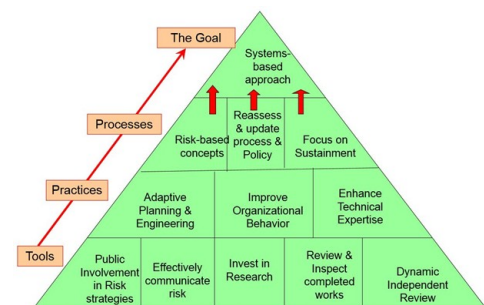 The Goal
Systems-
based
approach
Processes
Risk-based
concepts
Reassess
& update
process &
Policy
Focus on
Sustainment
Practices
Adaptive
Planning &
Engineering
Improve
Organizational
Behavior
Enhance
Technical
Expertise
Tools
Public
Involvement
in Risk
strategies
Effectively
communicate
risk
Invest in
Research
Review &
Inspect
completed
works
Dynamic
Independent
Review